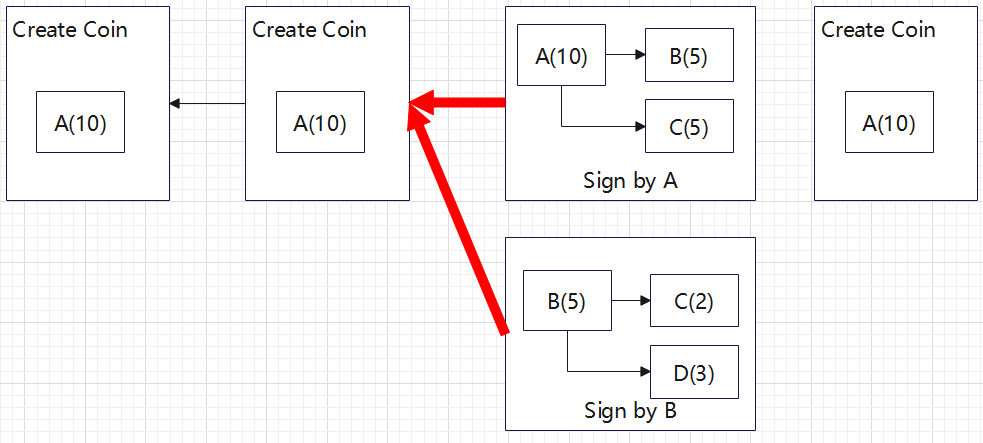 Create Coin
A(10)
Create Coin
A(10)
A(10)
B(5)
C(5)
Sign by A
Create Coin
A(10)
B(5)
C(2)
D(3)
Sign by B